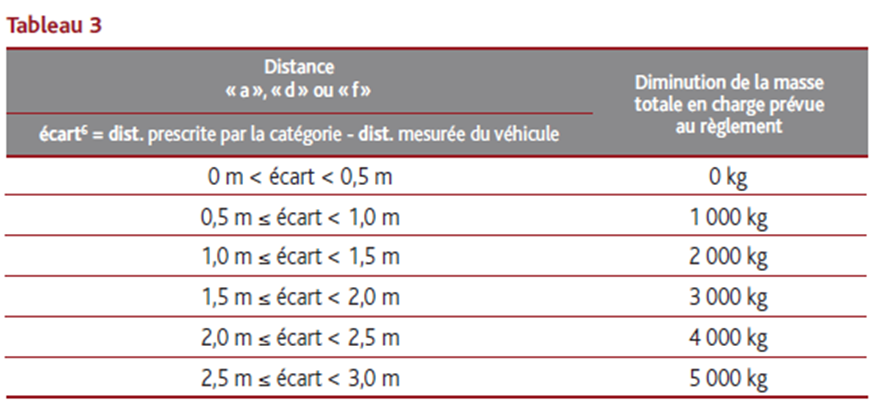 Tableau 3
Distance
« a », « d » ou « f »
écart⁶ = dist. prescrite par la catégorie - dist. mesurée du véhicule
Diminution de la masse
totale en charge prévue
au règlement
0 m < écart < 0,5 m 0 kg
0,5 m ≤ écart < 1,0 m 1 000 kg
1,0 m ≤ écart < 1,5 m 2 000 kg
1,5 m ≤ écart < 2,0 m 3 000 kg
2,0 m ≤ écart < 2,5 m 4 000 kg
2,5 m ≤ écart < 3,0 m 5 000 kg